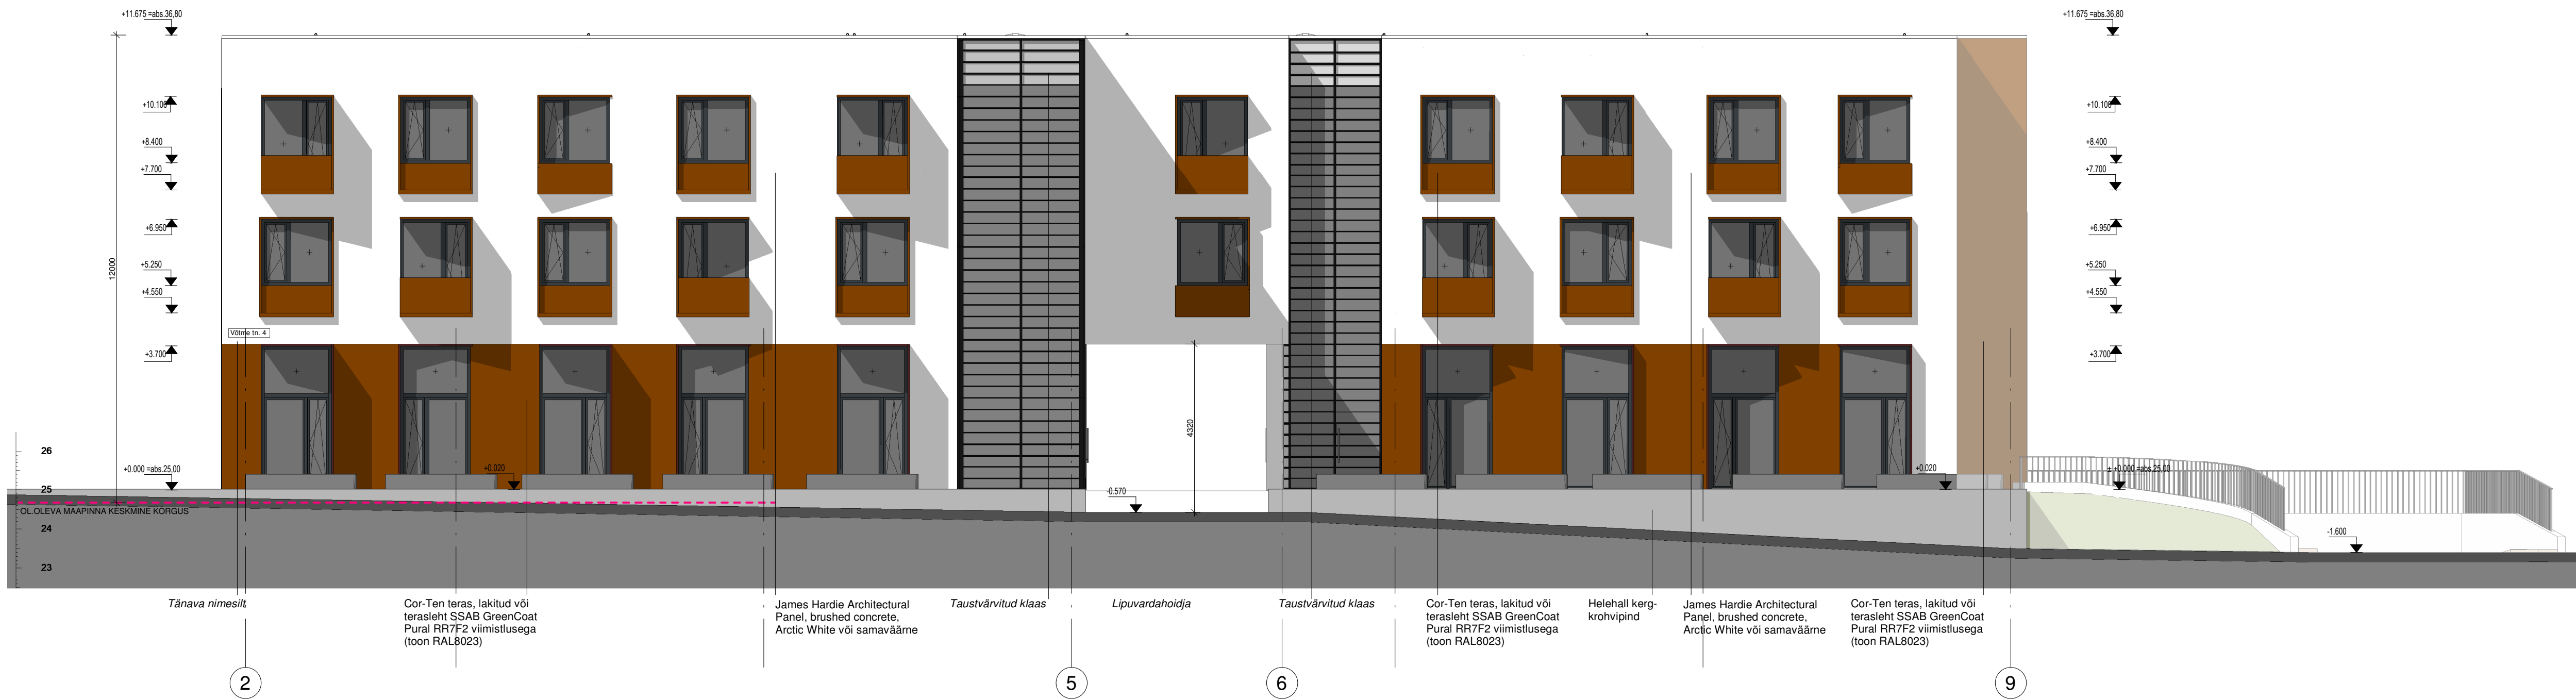 +11.675 =abs.36,80
+11.675 =abs.36,80
+10.100
+10.100
+8.400
+8.400
+7.700
+7.700
+6.950
+6.950
12000
+5.250
+5.250
+4.550
+4.550
Võtme tn. 4
+3.700
+3.700
4320
26
+0.000 =abs.25,00
+0.020
+0.020
± +0.000 =abs.25,00
25
-0.570
OL.OLEVA MAAPINNA KESKMINE KÕRGUS
24
-1.600
23
Tänava nimesilt
Cor-Ten teras, lakitud või
terasleht SSAB GreenCoat
Pural RR7F2 viimistlusega
(toon RAL8023)
James Hardie Architectural
Panel, brushed concrete,
Arctic White või samaväärne
Taustvärvitud klaas
Lipuvardahoidja
Taustvärvitud klaas
Cor-Ten teras, lakitud või
terasleht SSAB GreenCoat
Pural RR7F2 viimistlusega
(toon RAL8023)
Helehall kerg-
krohvipind
James Hardie Architectural
Panel, brushed concrete,
Arctic White või samaväärne
Cor-Ten teras, lakitud või
terasleht SSAB GreenCoat
Pural RR7F2 viimistlusega
(toon RAL8023)
2
5
6
9